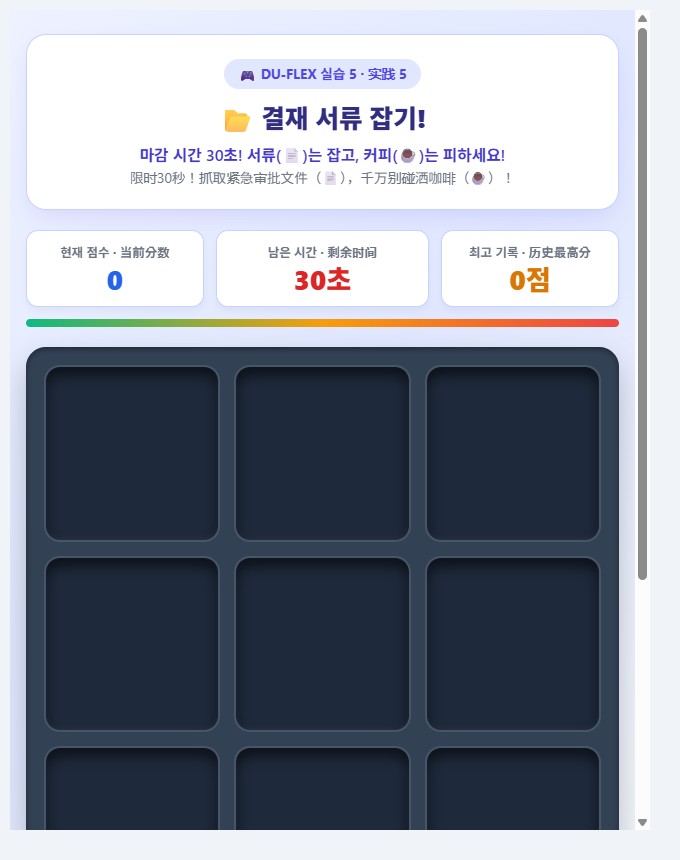 🎮 DU-FLEX 실습 5 · 实践 5
📂 결재 서류 잡기!
마감 시간 30초! 서류(📄)는 잡고, 커피(☕)는 피하세요!
限时30秒！抓取紧急审批文件（📄），千万别碰洒咖啡（☕）！
현재 점수 · 当前分数
0
남은 시간 · 剩余时间
30초
최고 기록 · 历史最高分
0점